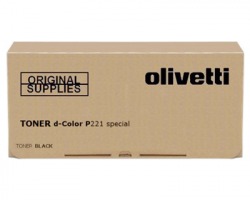 ORIGINAL
SUPPLIES
olivetti
TONER d-Color P221 special
TONER BLACK